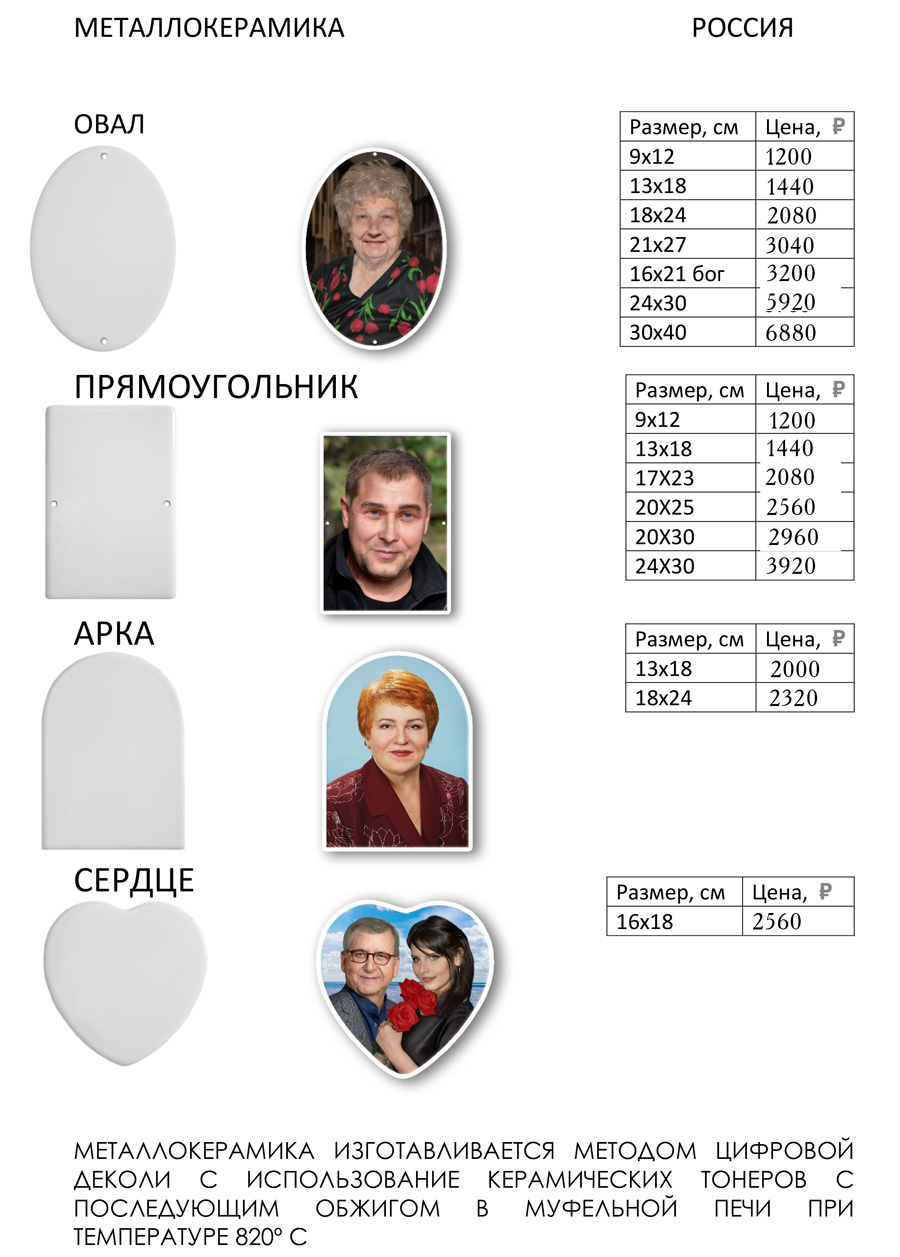 МЕТАЛЛОКЕРАМИКА РОССИЯ
ОВАЛ
Размер, см Цена, ₽
9х12 1200
13х18 1440
18х24 2080
21х27 3040
16х21 бог 3200
24х30 5920
30х40 6880
ПРЯМОУГОЛЬНИК
Размер, см Цена, ₽
9х12 1200
13х18 1440
17Х23 2080
20Х25 2560
20Х30 2960
24Х30 3920
АРКА
Размер, см Цена, ₽
13х18 2000
18х24 2320
СЕРДЦЕ
Размер, см Цена, ₽
16х18 2560
МЕТАЛЛОКЕРАМИКА ИЗГОТАВЛИВАЕТСЯ МЕТОДОМ ЦИФРОВОЙ
ДЕКОЛИ С ИСПОЛЬЗОВАНИЕ КЕРАМИЧЕСКИХ ТОНЕРОВ С
ПОСЛЕДУЮЩИМ ОБЖИГОМ В МУФЕЛЬНОЙ ПЕЧИ ПРИ
ТЕМПЕРАТУРЕ 820° С